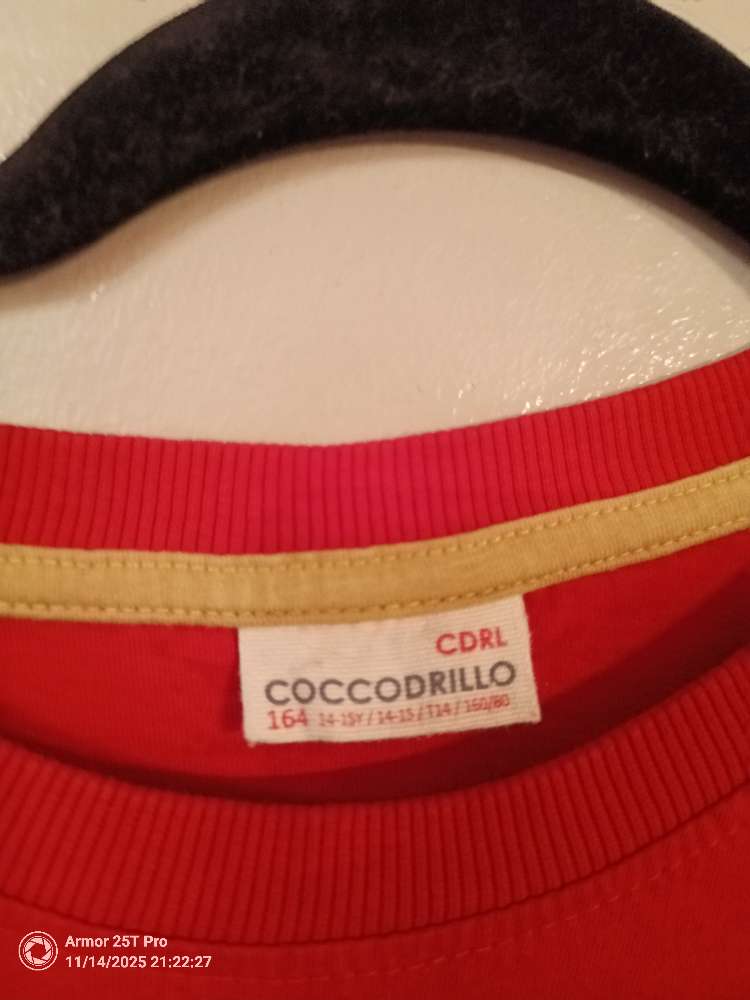 CDRL
COCCODRILLO
164 14-15Y / 14-15 / T14 / 160/80
Armor 25T Pro
11/14/2025 21:22:27